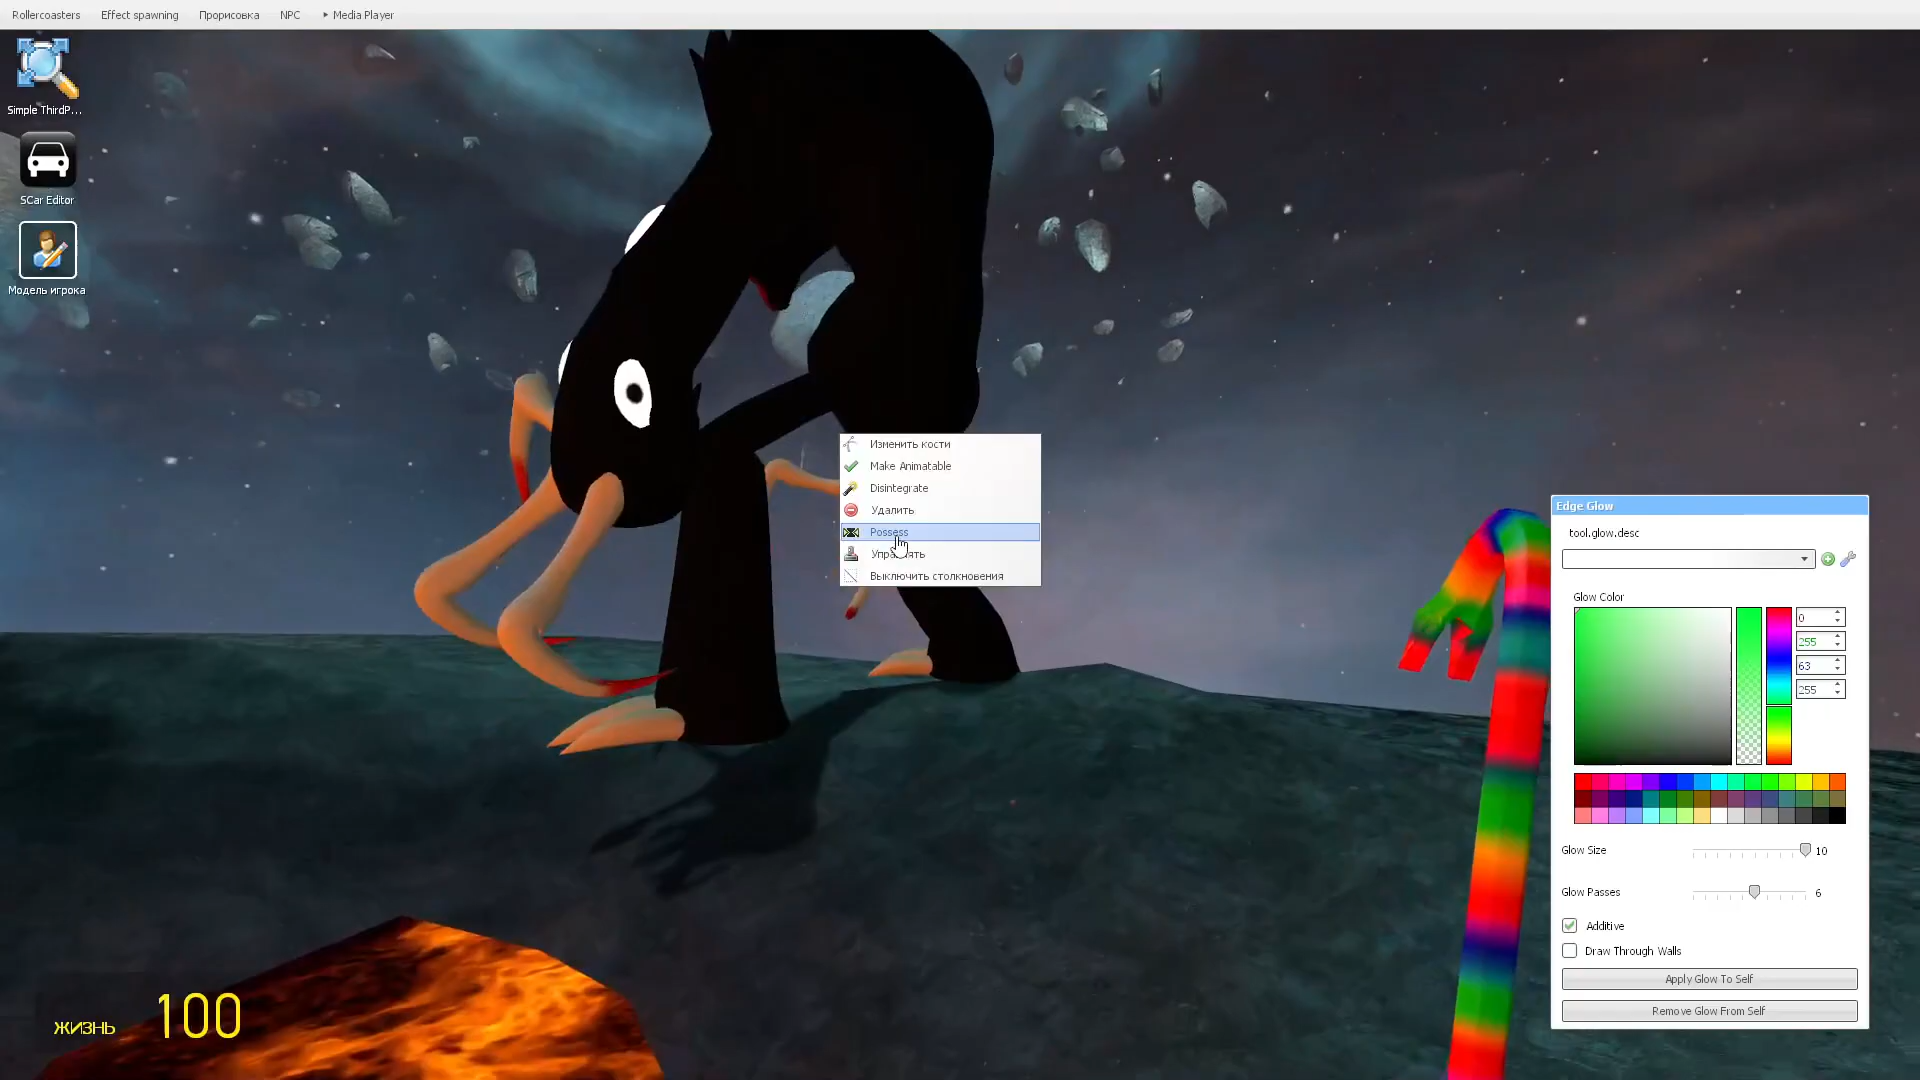 Rollercoasters
Effect spawning
Прорисовка
NPC
Media Player
Simple ThirdP...
SCar Editor
Модель игрока
Изменить кости
Make Animatable
Disintegrate
Удалить
Possess
Управлять
Выключить столкновения
Edge Glow
tool.glow.desc
Glow Color
0
255
63
255
Glow Size
10
Glow Passes
6
Additive
Draw Through Walls
Apply Glow To Self
Remove Glow From Self
ЖИЗНЬ 100